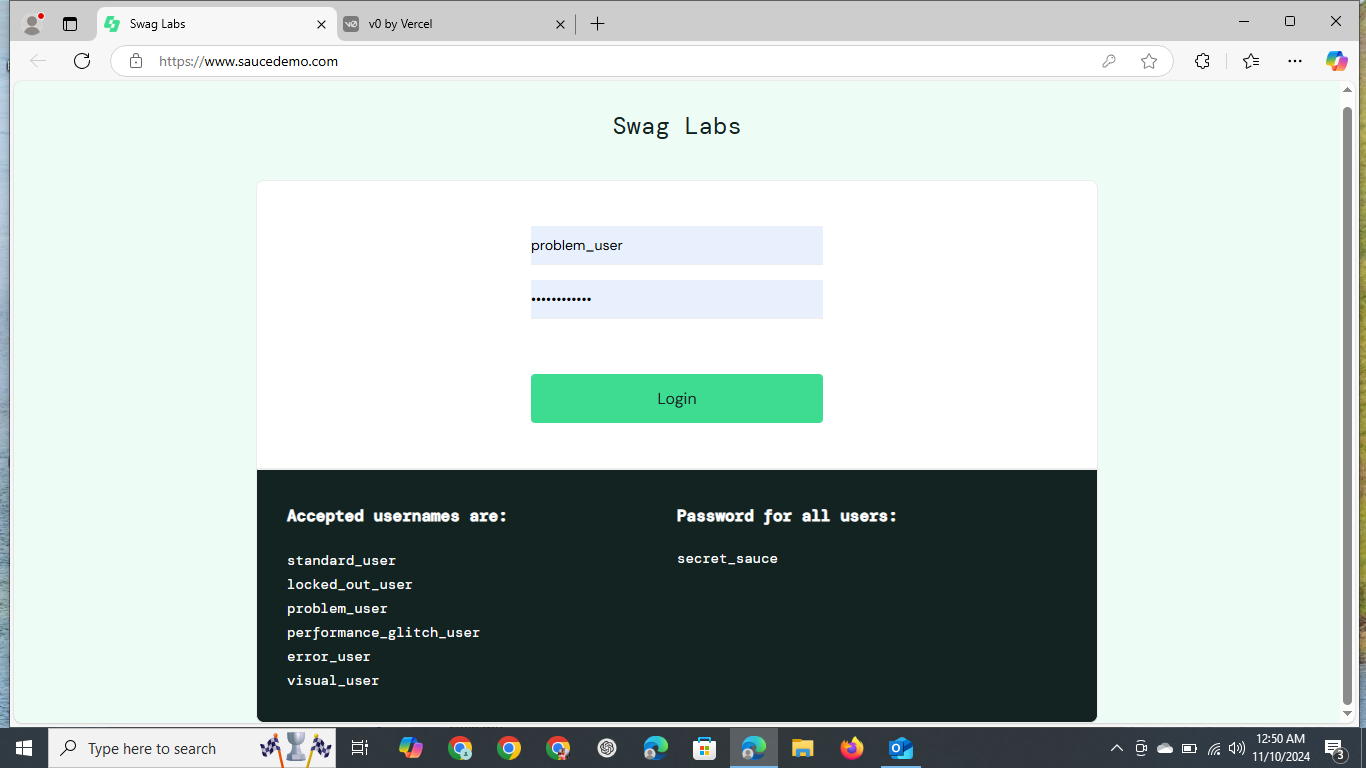 Swag Labs
v0 by Vercel
https://www.saucedemo.com
Swag Labs
problem_user
••••••••••••
Login
Accepted usernames are:
standard_user
locked_out_user
problem_user
performance_glitch_user
error_user
visual_user
Password for all users:
secret_sauce
Type here to search
12:50 AM
11/10/2024
3